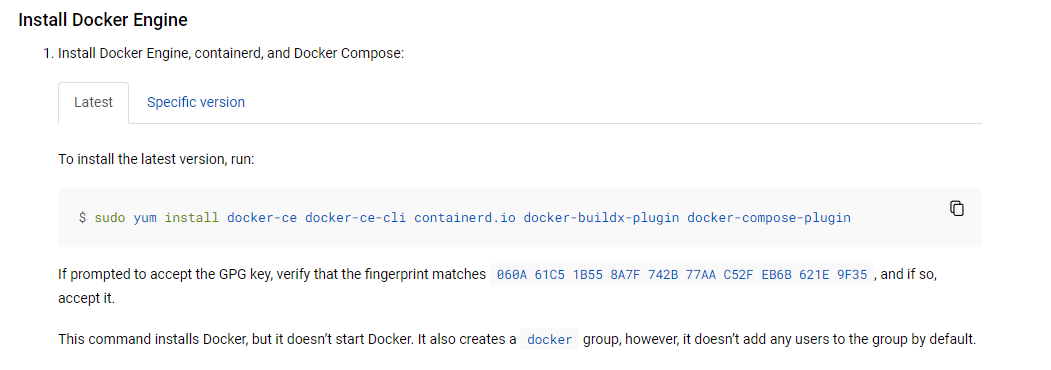 Install Docker Engine
1. Install Docker Engine, containerd, and Docker Compose:
Latest Specific version
To install the latest version, run:
$ sudo yum install docker-ce docker-ce-cli containerd.io docker-buildx-plugin docker-compose-plugin
If prompted to accept the GPG key, verify that the fingerprint matches 060A 61C5 1B55 8A7F 742B 77AA C52F EB6B 621E 9F35 , and if so,
accept it.
This command installs Docker, but it doesn’t start Docker. It also creates a docker group, however, it doesn’t add any users to the group by default.